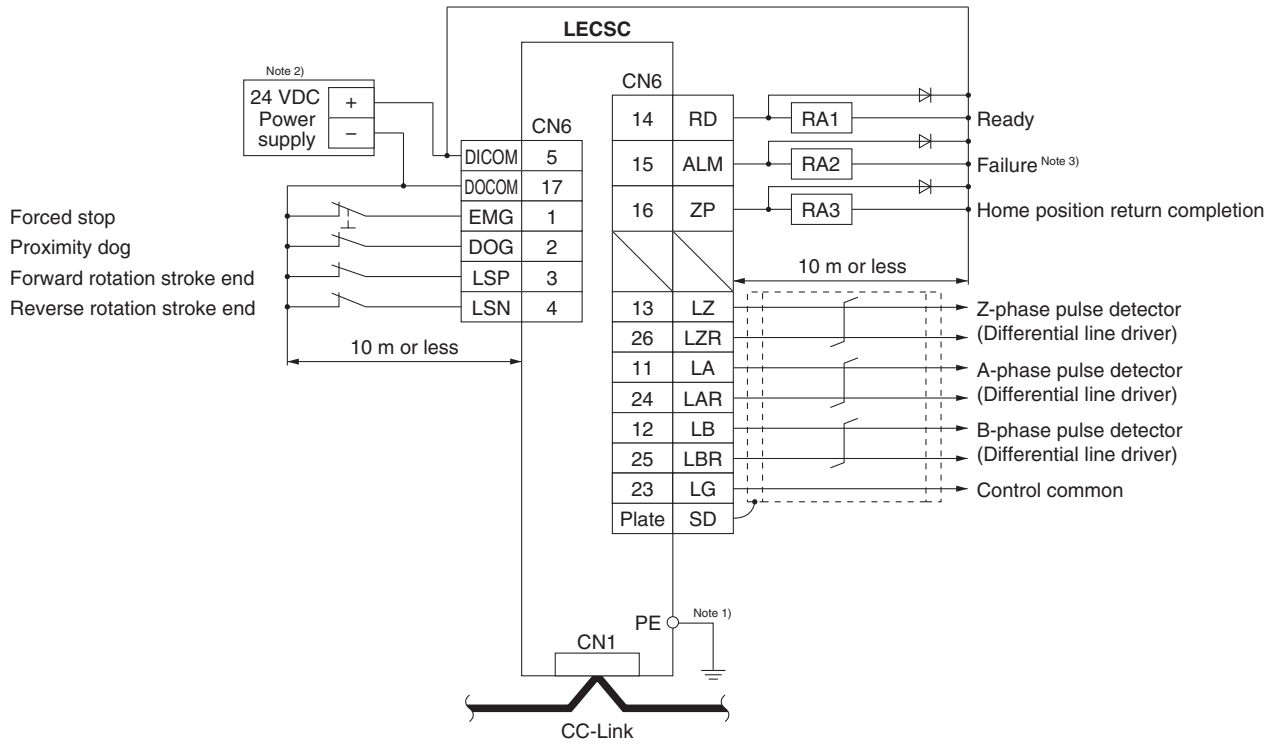 LECSC
Note 2)
24 VDC
Power
supply
+
−
CN6
DICOM 5
DOCOM 17
EMG 1
DOG 2
LSP 3
LSN 4
Forced stop
Proximity dog
Forward rotation stroke end
Reverse rotation stroke end
10 m or less
CN6
14 RD RA1 Ready
15 ALM RA2 Failure Note 3)
16 ZP RA3 Home position return completion
10 m or less
13 LZ Z-phase pulse detector
26 LZR (Differential line driver)
11 LA A-phase pulse detector
24 LAR (Differential line driver)
12 LB B-phase pulse detector
25 LBR (Differential line driver)
23 LG Control common
Plate SD
PE Note 1)
CN1
CC-Link